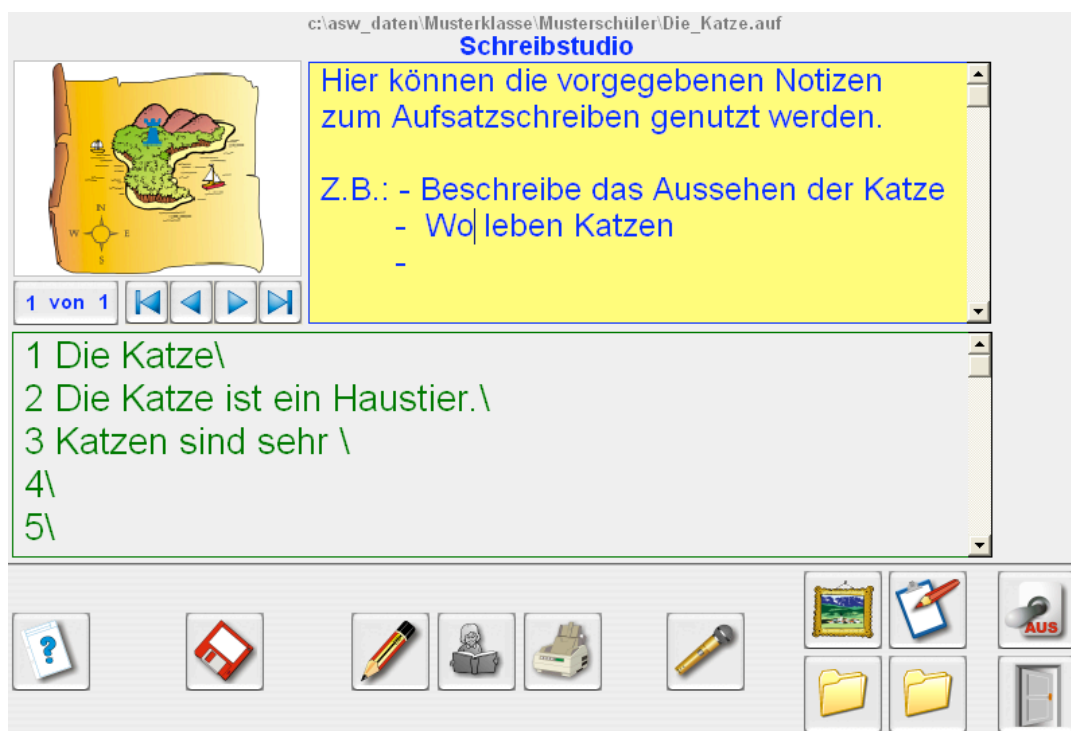 c:\asw_daten\Musterklasse\Musterschüler\Die_Katze.auf
Schreibstudio
Hier können die vorgegebenen Notizen
zum Aufsatzschreiben genutzt werden.
Z.B.: - Beschreibe das Aussehen der Katze
- Wo leben Katzen
-
N
W E
S
1 von 1
1 Die Katze\
2 Die Katze ist ein Haustier.\
3 Katzen sind sehr \
4\
5\
?
AUS